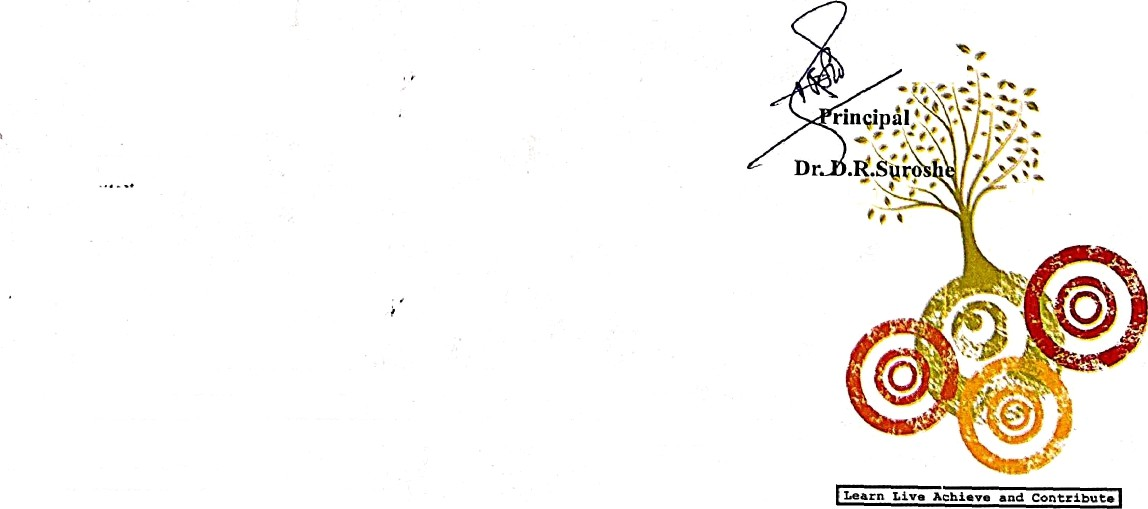 Principal
Dr. D.R.Suroshe
Learn Live Achieve and Contribute